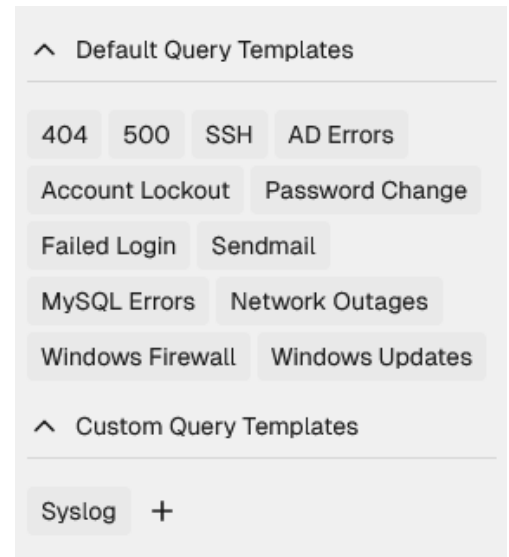 Default Query Templates
404 500 SSH AD Errors
Account Lockout Password Change
Failed Login Sendmail
MySQL Errors Network Outages
Windows Firewall Windows Updates
Custom Query Templates
Syslog +